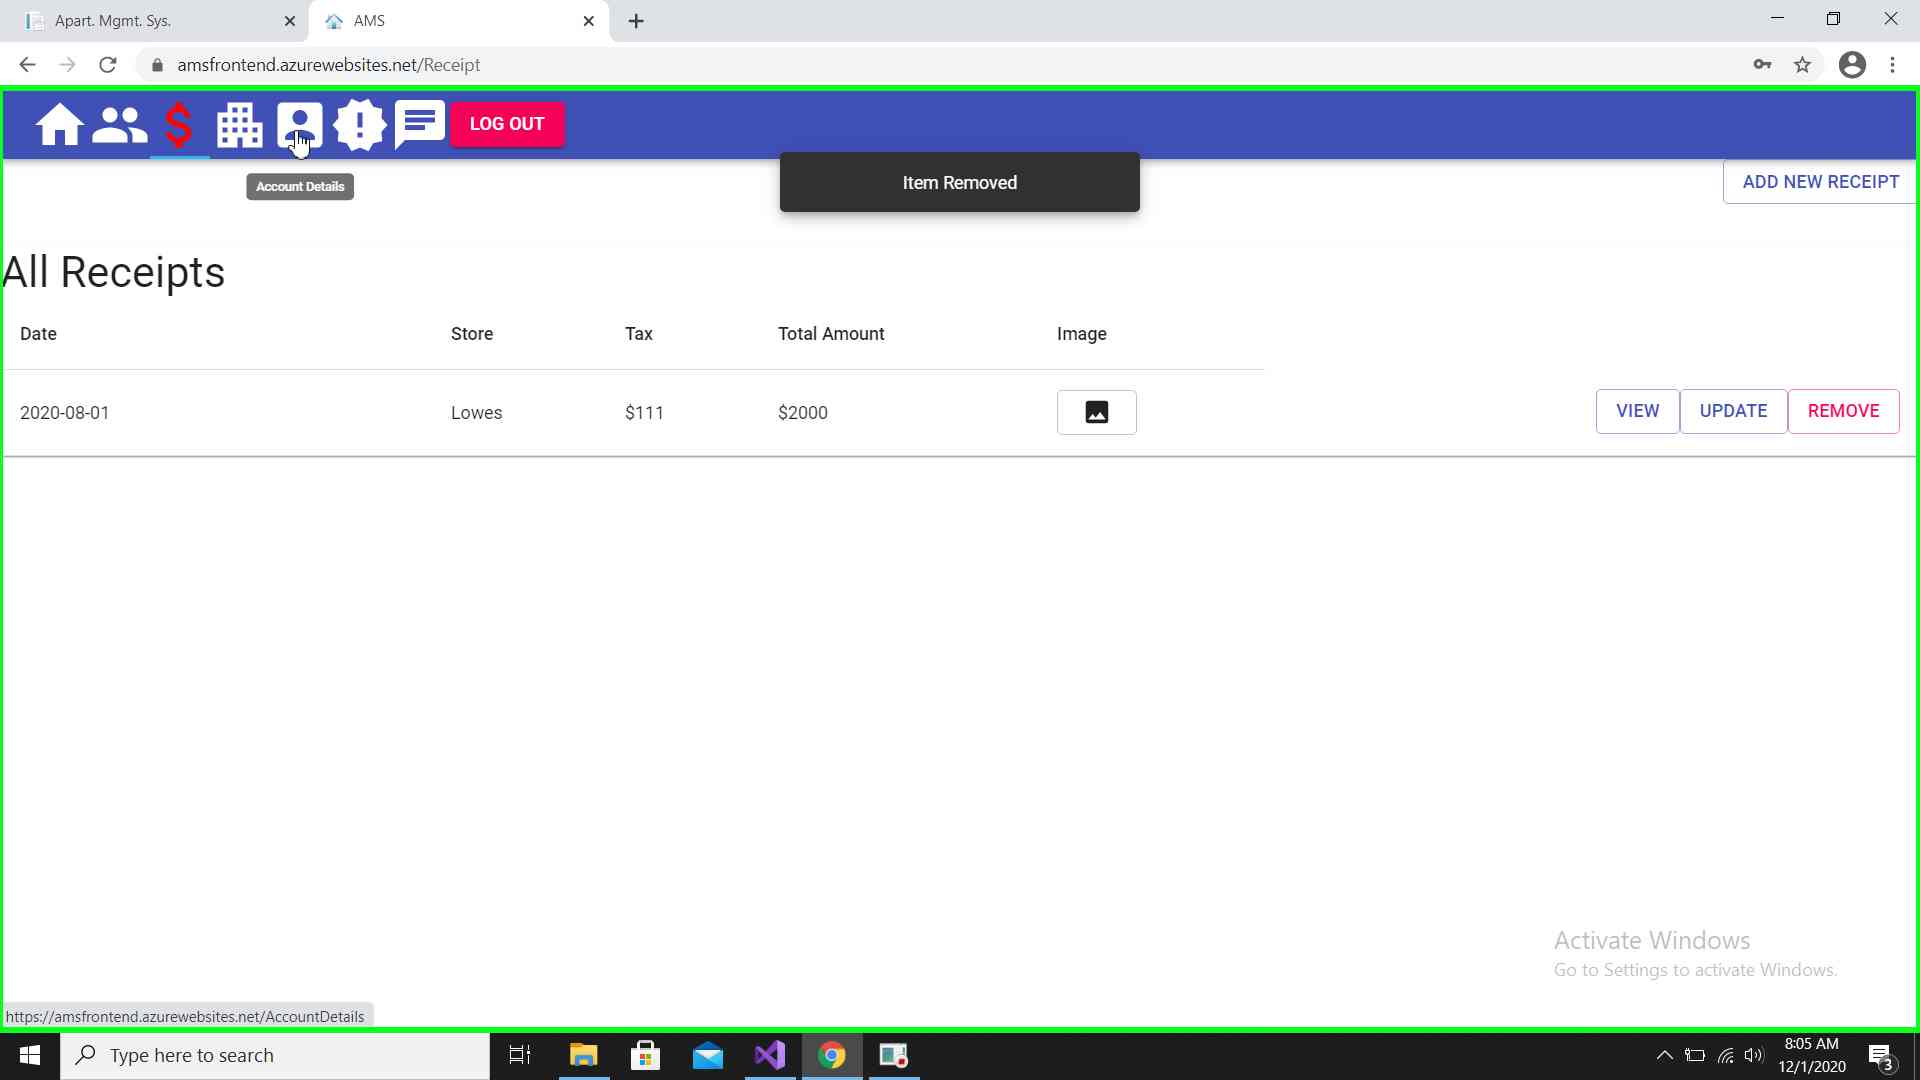 Apart. Mgmt. Sys.
AMS
amsfrontend.azurewebsites.net/Receipt
LOG OUT
Account Details
Item Removed
ADD NEW RECEIPT
All Receipts
Date Store Tax Total Amount Image
2020-08-01 Lowes $111 $2000 VIEW UPDATE REMOVE
Activate Windows
Go to Settings to activate Windows.
https://amsfrontend.azurewebsites.net/AccountDetails
Type here to search
8:05 AM
12/1/2020
3